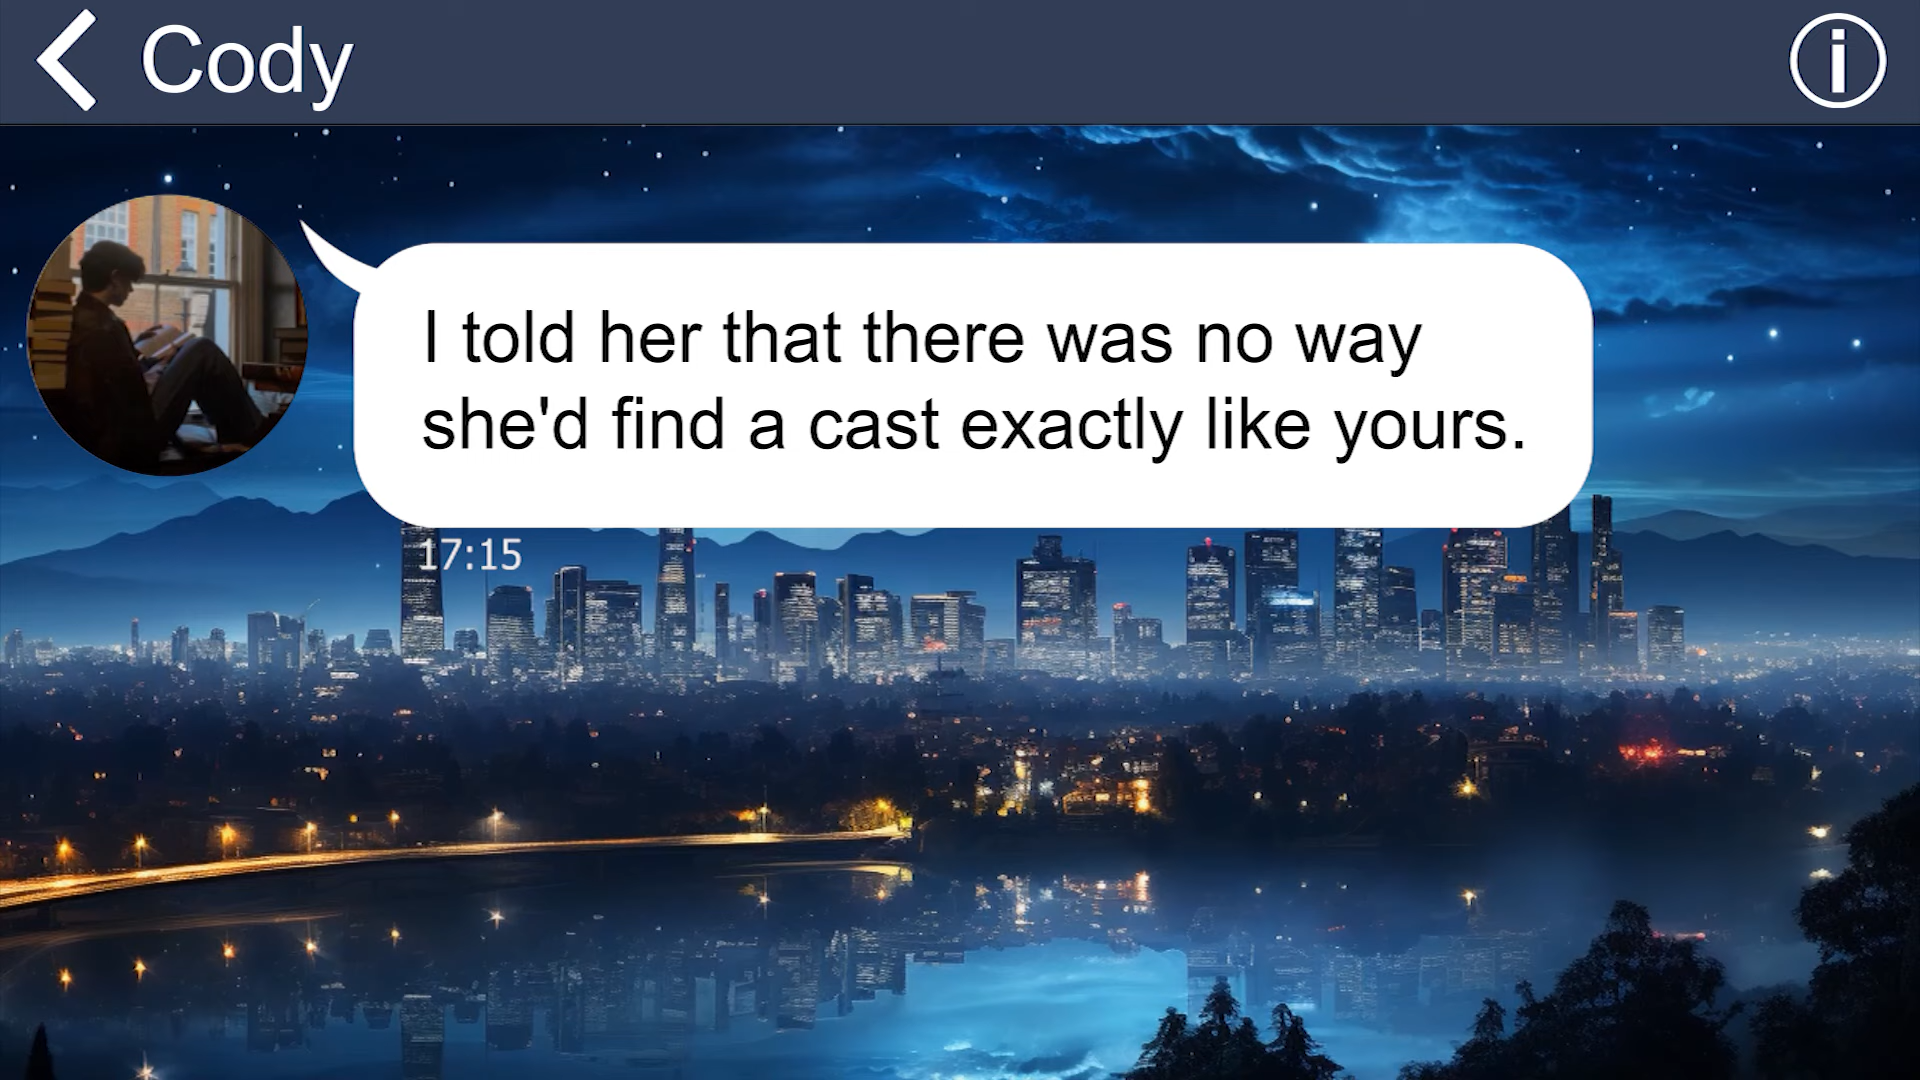 Cody
I told her that there was no way
she'd find a cast exactly like yours.
17:15